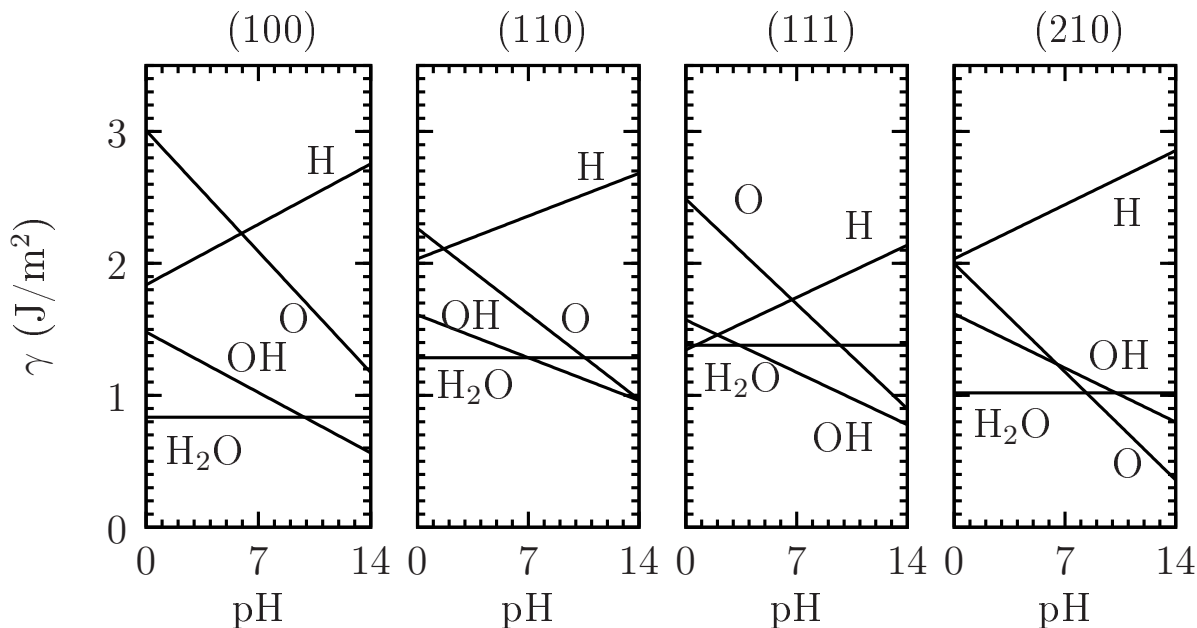 (100) (110) (111) (210)
γ (J/m²)
3
2
1
0
H
O
OH
H₂O
H
OH
O
H₂O
O
H
H₂O
OH
H
OH
H₂O
O
0 7 14 0 7 14 0 7 14 0 7 14
pH pH pH pH